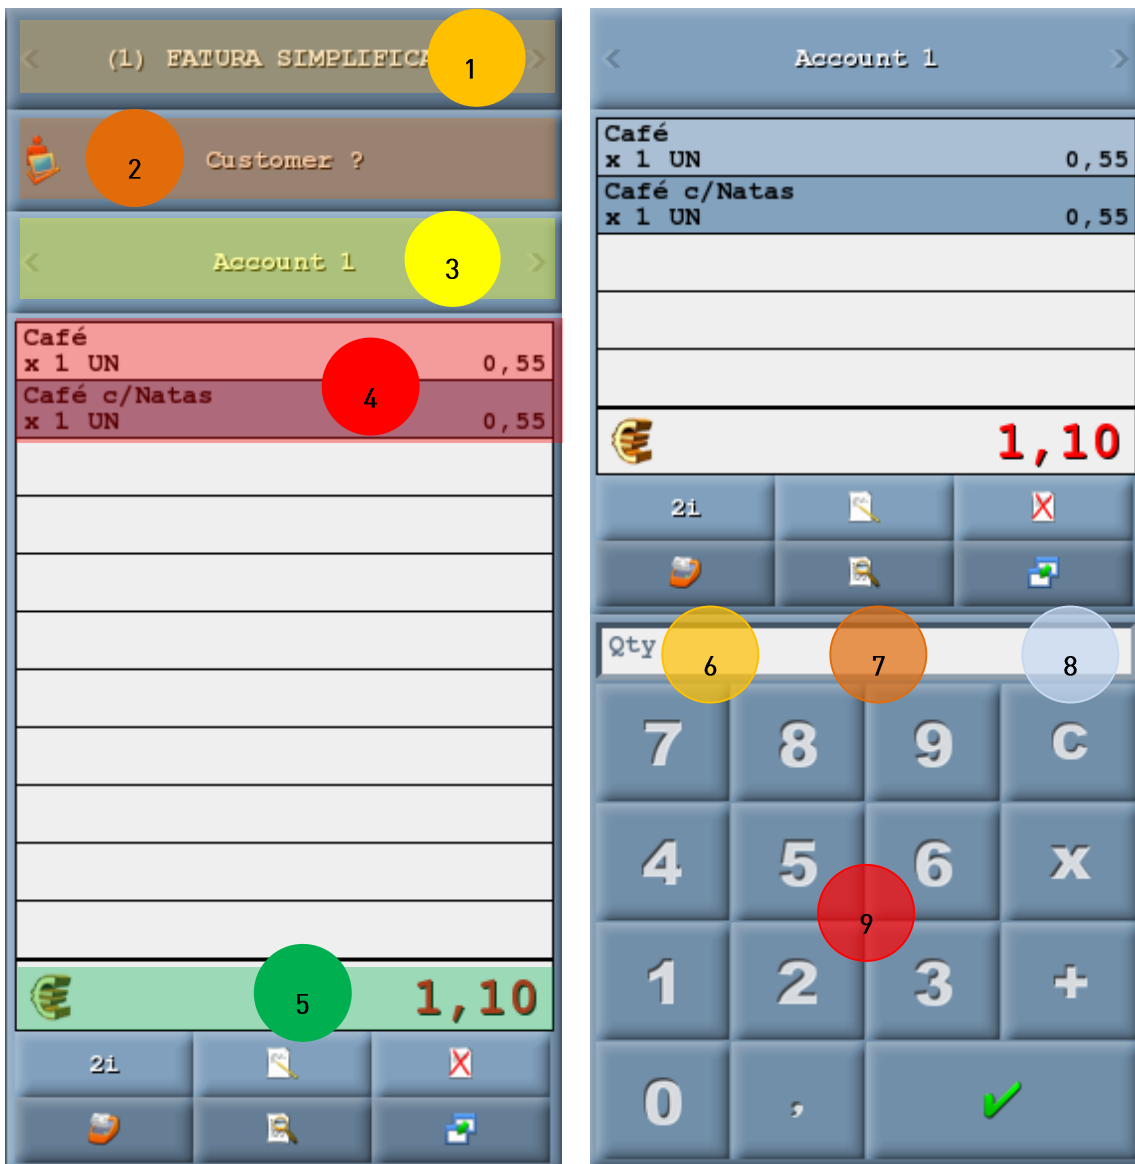 (1) FATURA SIMPLIFICA
1
2
Customer ?
Account 1
3
Café
x 1 UN 0,55
4
Café c/Natas
x 1 UN 0,55
5
1,10
2i
Account 1
Café
x 1 UN 0,55
Café c/Natas
x 1 UN 0,55
1,10
2i
Qty
6 7 8
7 8 9 C
4 5 6 X
9
1 2 3 +
0 ,